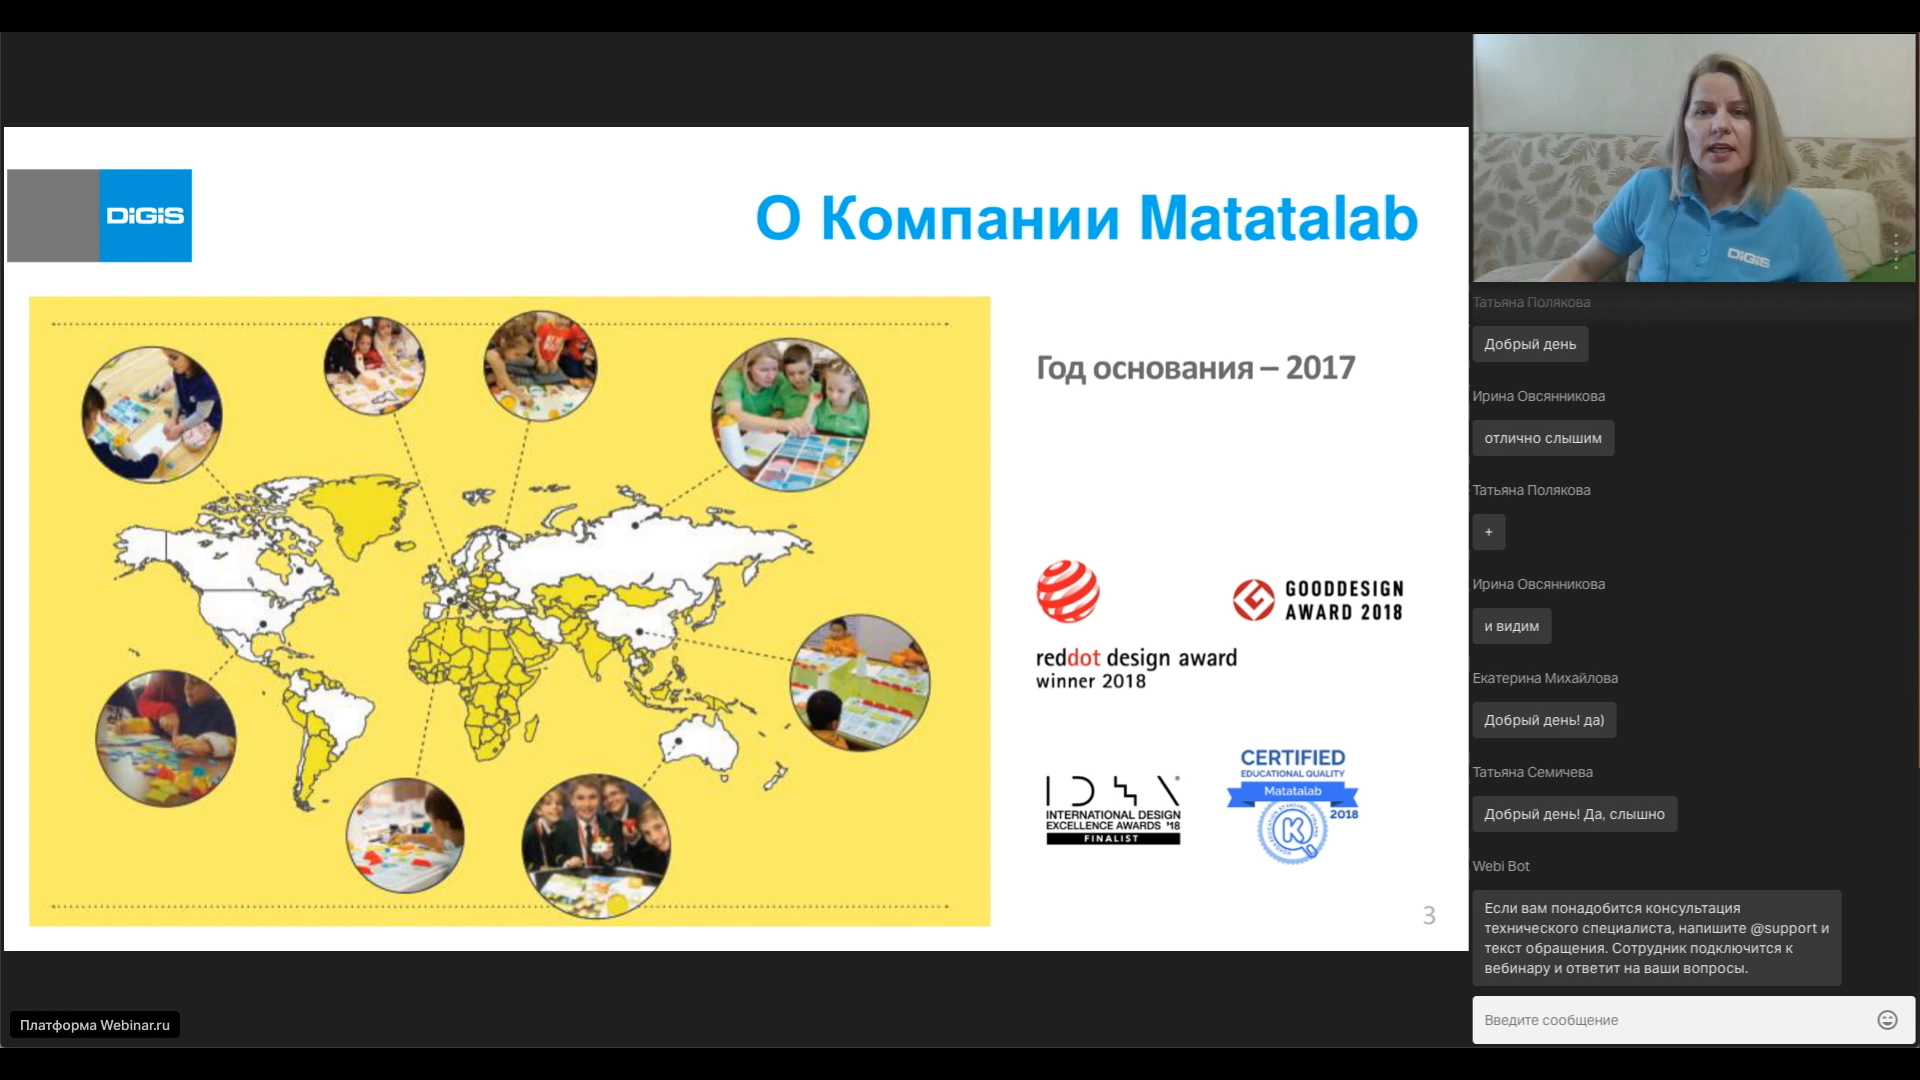 DIGIS
О Компании Matatalab
Год основания – 2017
reddot design award
winner 2018
GOODDESIGN
AWARD 2018
INTERNATIONAL DESIGN
EXCELLENCE AWARDS '18
FINALIST
CERTIFIED
EDUCATIONAL QUALITY
Matatalab
2018
3
Платформа Webinar.ru
DIGIS
Татьяна Полякова
Добрый день
Ирина Овсянникова
отлично слышим
Татьяна Полякова
+
Ирина Овсянникова
и видим
Екатерина Михайлова
Добрый день! да)
Татьяна Семичева
Добрый день! Да, слышно
Webi Bot
Если вам понадобится консультация
технического специалиста, напишите @support и
текст обращения. Сотрудник подключится к
вебинару и ответит на ваши вопросы.
Введите сообщение